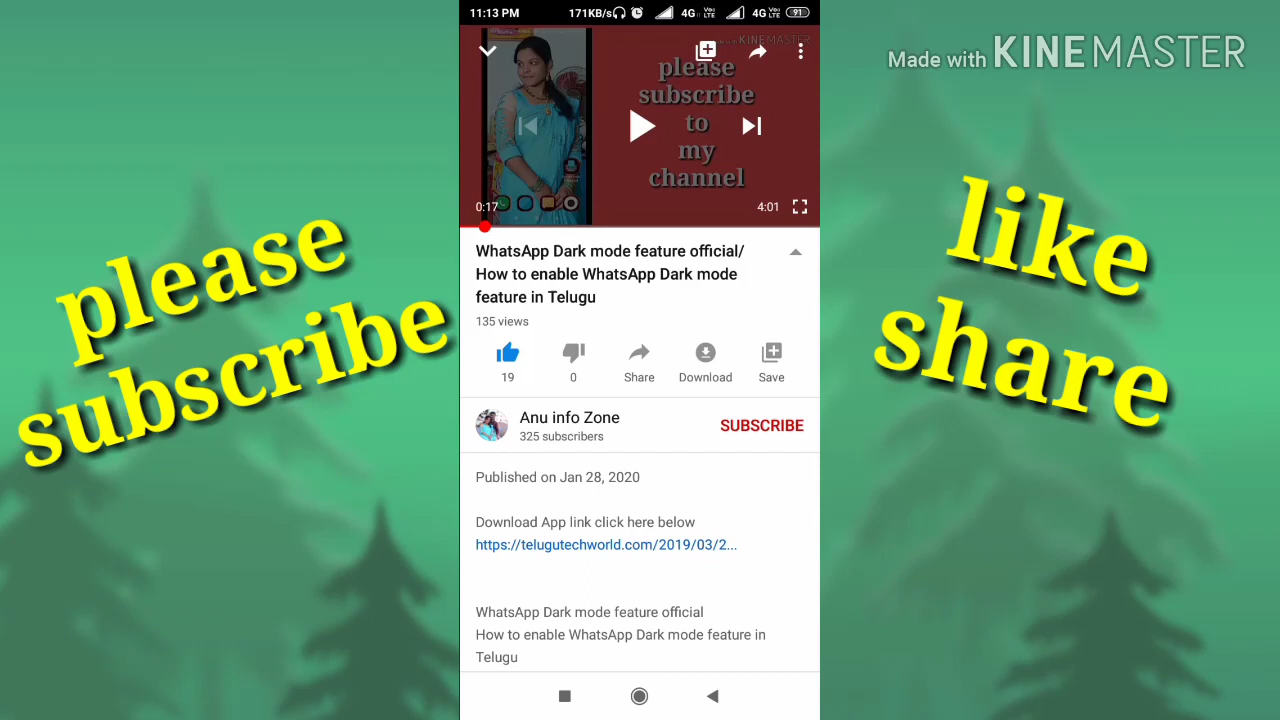 11:13 PM 171KB/s 4G Vo LTE 4G Vo LTE 91
Made with KINEMASTER
please
subscribe
to
my
channel
0:17 4:01
please
subscribe
like
share
WhatsApp Dark mode feature official/
How to enable WhatsApp Dark mode
feature in Telugu
135 views
19 0 Share Download Save
Anu info Zone
325 subscribers
SUBSCRIBE
Published on Jan 28, 2020
Download App link click here below
https://telugutechworld.com/2019/03/2...
WhatsApp Dark mode feature official
How to enable WhatsApp Dark mode feature in
Telugu